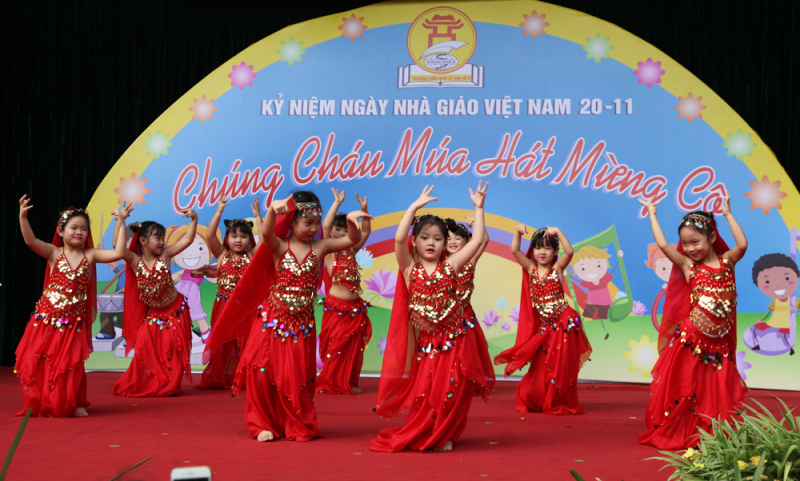 KỶ NIỆM NGÀY NHÀ GIÁO VIỆT NAM 20-11
Chúng Cháu Múa Hát Mừng Cô